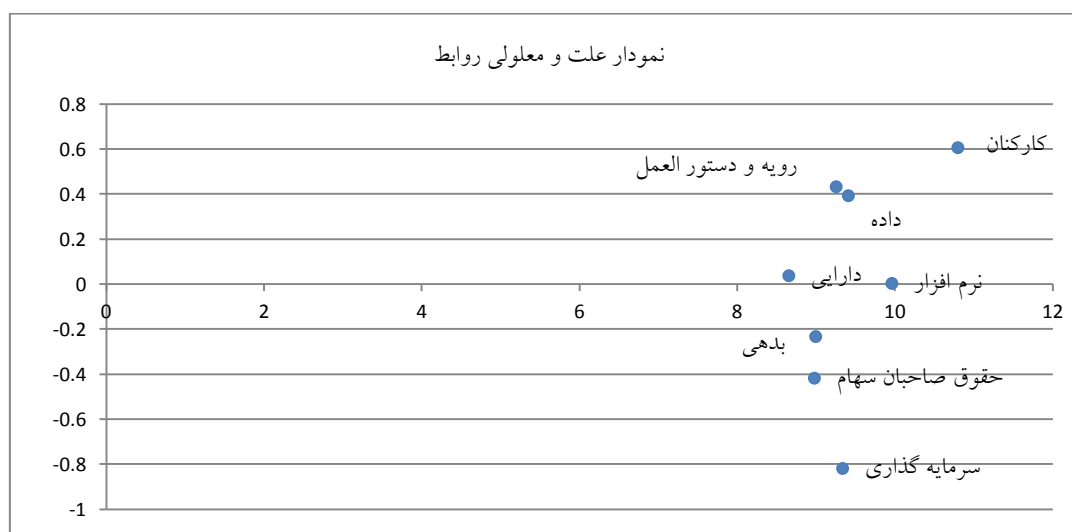 نمودار علت و معلولی روابط
0.8
کارکنان
0.6
رویه و دستور العمل
0.4
داده
0.2
دارایی
نرم افزار
0
0 2 4 6 8 10 12
-0.2
بدهی
-0.4
حقوق صاحبان سهام
-0.6
-0.8
سرمایه گذاری
-1